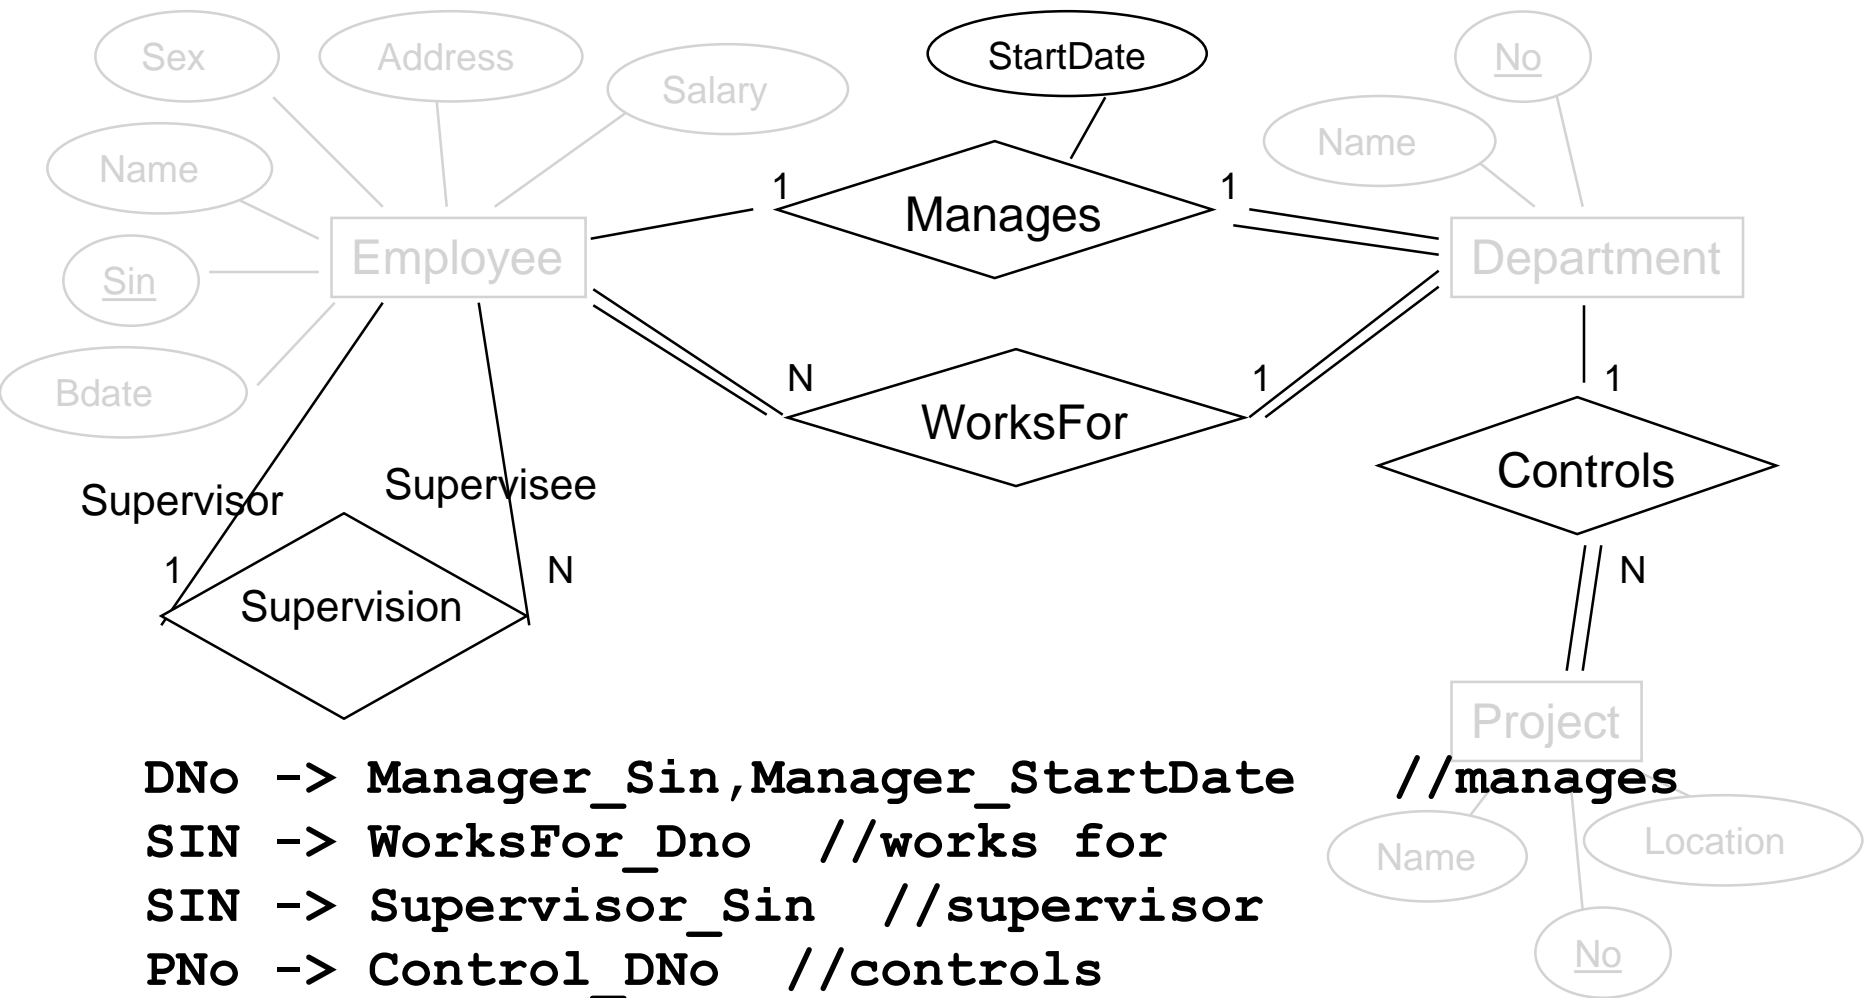 Sex
Address
Salary
StartDate
No
Name
Name
Sin
Bdate
Employee
1
Manages
1
Department
N
WorksFor
1
1
Controls
N
Supervisor
Supervisee
1
N
Supervision
Project
DNo -> Manager_Sin,Manager_StartDate //manages
SIN -> WorksFor_Dno //works for
SIN -> Supervisor_Sin //supervisor
PNo -> Control_DNo //controls
Name
Location
No